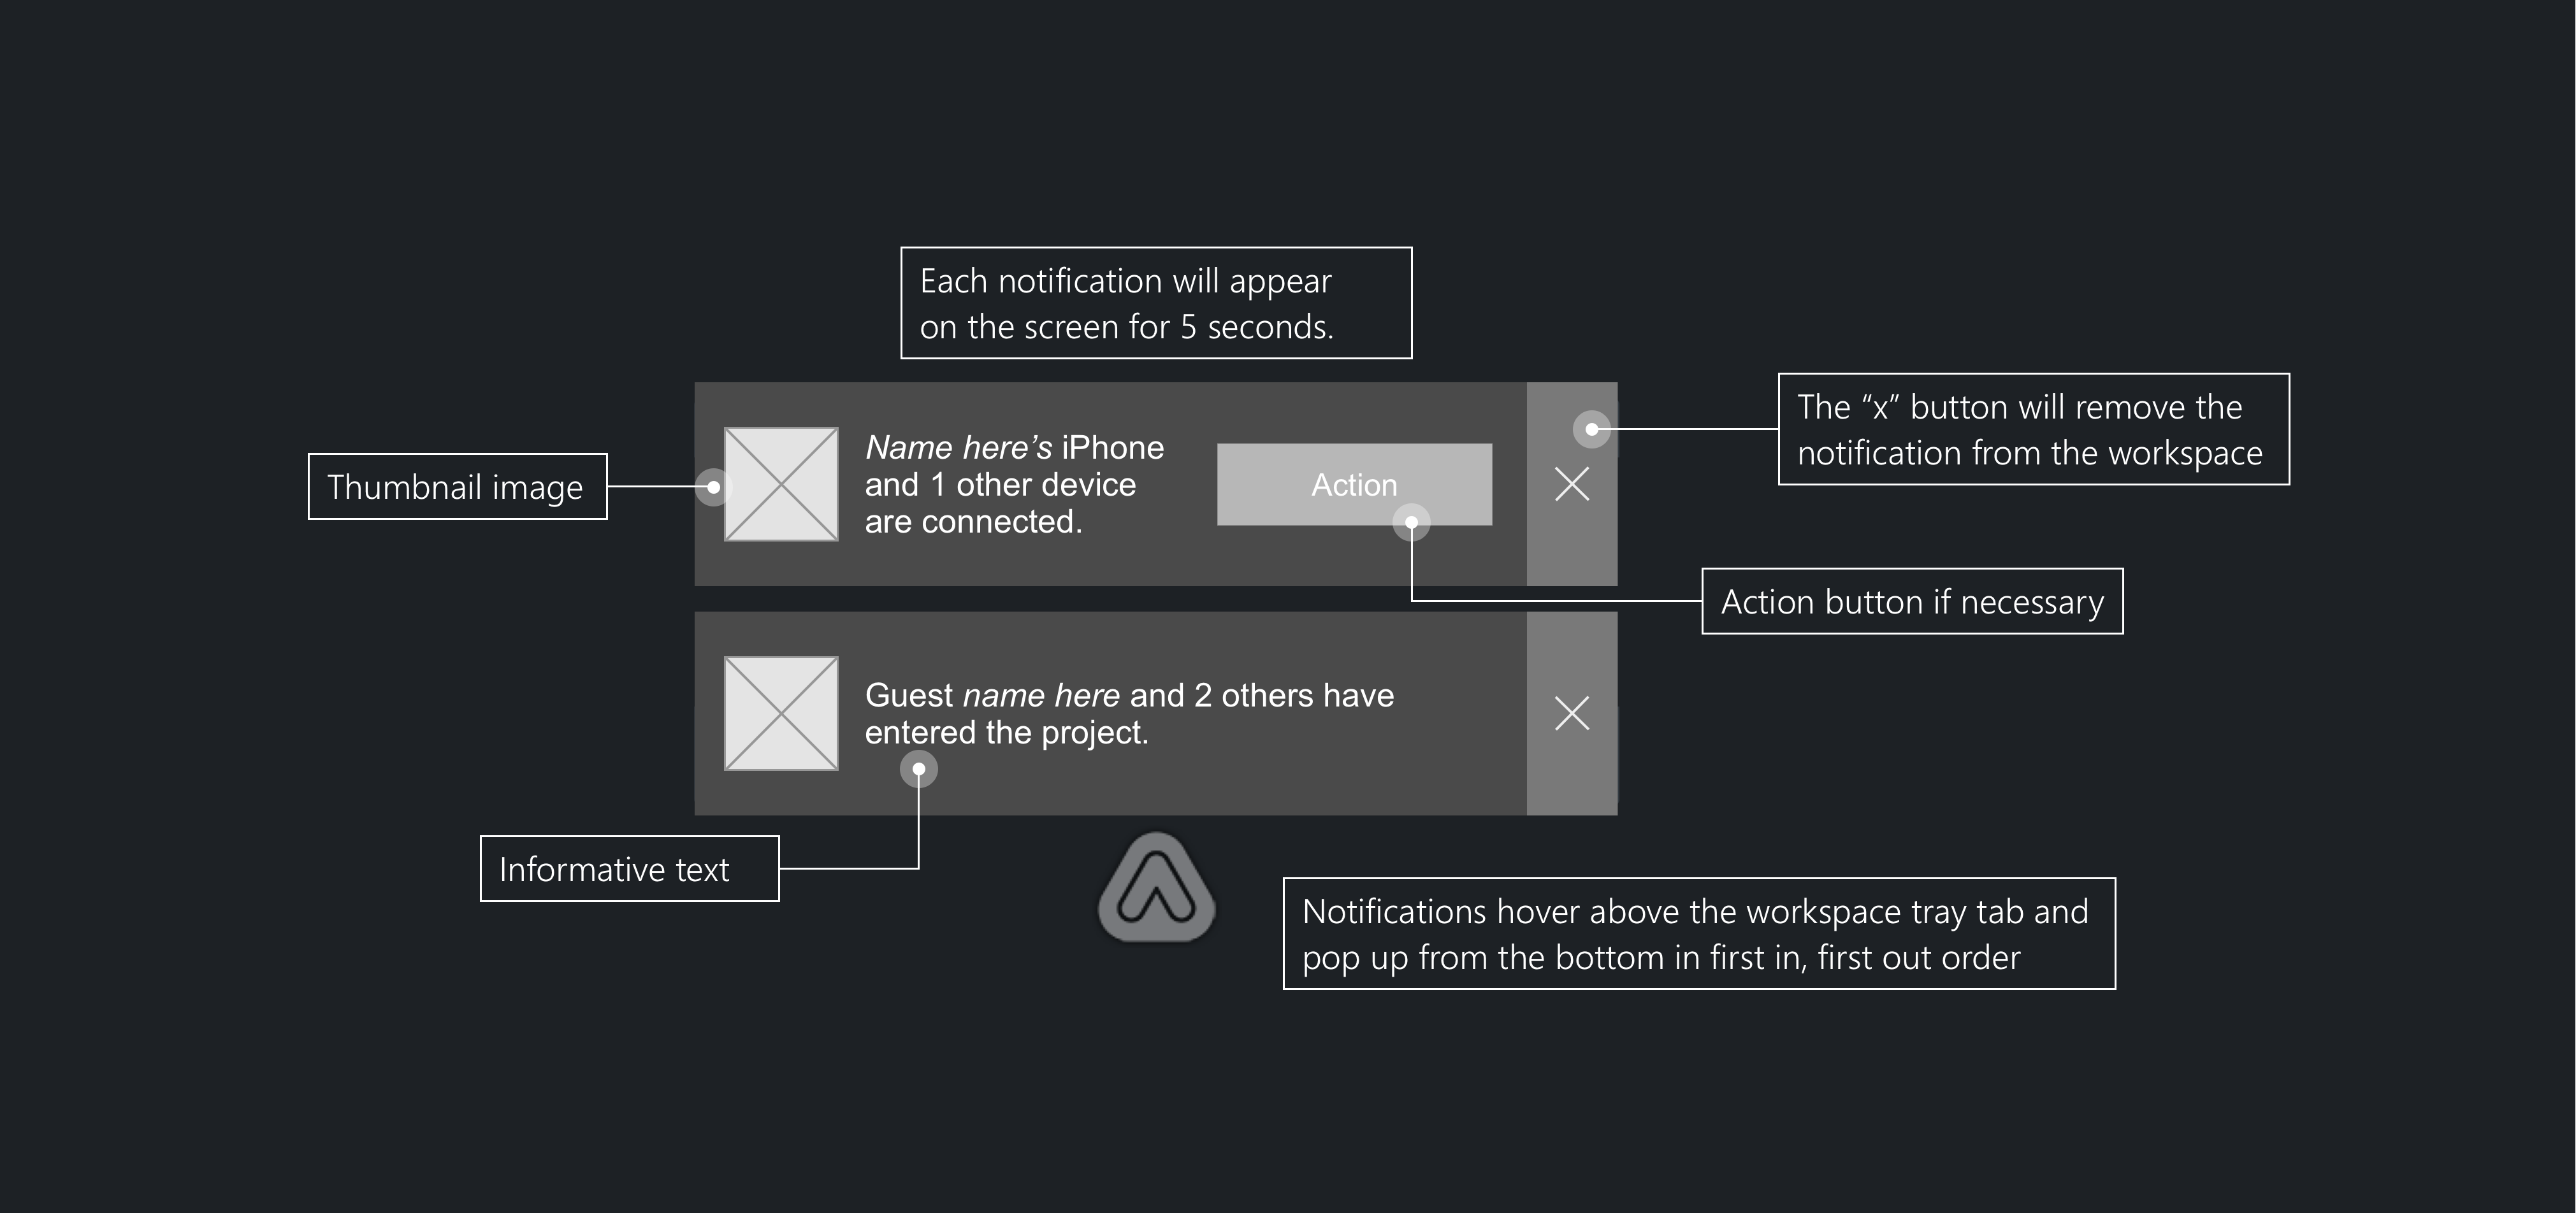 Each notification will appear
on the screen for 5 seconds.
The “x” button will remove the
notification from the workspace
Thumbnail image
Name here’s iPhone
and 1 other device
are connected.
Action
Action button if necessary
Guest name here and 2 others have
entered the project.
Informative text
Notifications hover above the workspace tray tab and
pop up from the bottom in first in, first out order